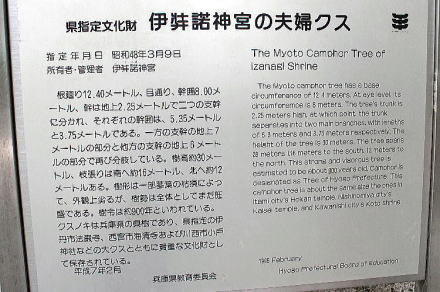 県指定文化財 伊弉諾神宮の夫婦クス
指定年月日 昭和48年3月9日
所有者・管理者 伊弉諾神宮
根廻り12.40メートル、目通り、幹囲8.00メ
ートル、幹は地上2.25メートルで二つの支幹
に分かれ、それぞれの幹囲は、5.35メートル
と3.75メートルである。一方の支幹の地上7
メートルの部分と他方の支幹の地上6メート
ルの部分で再び分岐している。樹高約30メー
トル、枝張りは南へ約16メートル、北へ約12
メートルある。樹形は一部蔓薬の枯損によっ
て、外観上劣るが、樹勢は全体としてまだ旺
盛である。樹令は約900年といわれている。
クスノキは兵庫県の県樹であり、県指定の伊
丹市法巌寺、西宮市海清寺および川西市小戸
神社などの大クスとともに貴重な文化財とし
て保存されている。
平成7年2月
兵庫県教育委員会
The Myoto Camphor Tree of
Izanagi Shrine
The Myoto camphor tree has a base
circumference of 12.4 meters. At eye level, its
circumference is 8 meters. The tree's trunk is
2.25 meters high, at which point the trunk
separates into two main branches, with lengths
of 5.3 meters and 3.75 meters respectively. The
height of the tree is 30 meters. The tree spans
28 meters (16 meters to the south, 12 meters to
the north). This strong and vigorous tree is
estimated to be about 900 years old. Camphor is
designated as Tree of Hyogo Prefecture. This
camphor tree is about the same size the ones in
Itami city's Hokan Temple, Nishinomiya city's
Kaisei temple, and Kawanishi city's Koto shrine
1995 February
Hyogo Prefectural Board of Education